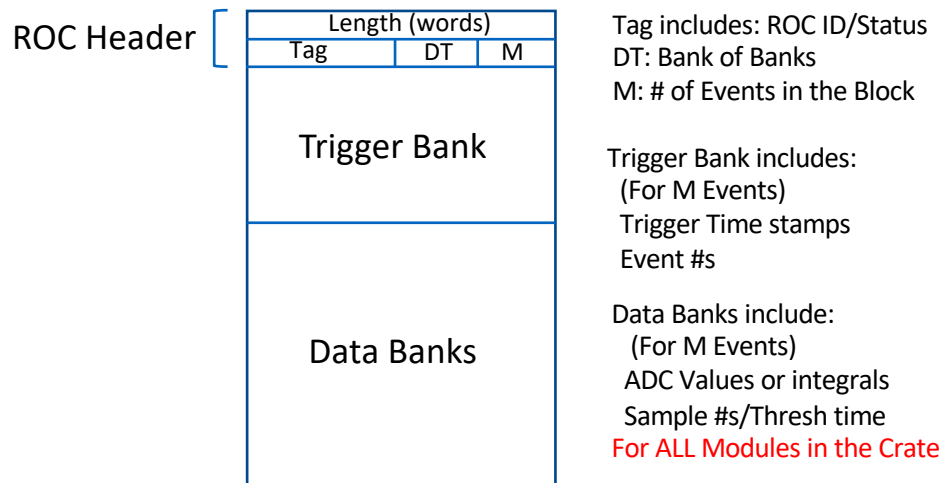 ROC Header
Length (words)
Tag DT M
Trigger Bank
Data Banks
Tag includes: ROC ID/Status
DT: Bank of Banks
M: # of Events in the Block
Trigger Bank includes:
(For M Events)
Trigger Time stamps
Event #s
Data Banks include:
(For M Events)
ADC Values or integrals
Sample #s/Thresh time
For ALL Modules in the Crate